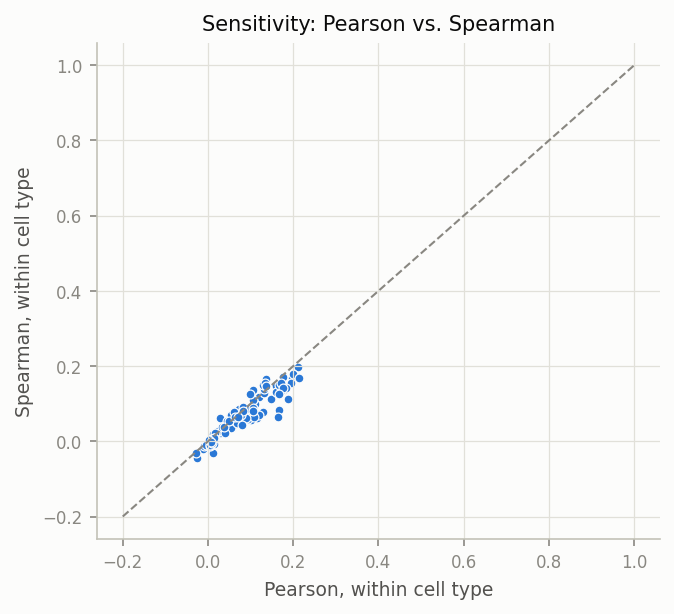 Sensitivity: Pearson vs. Spearman
1.0
0.8
0.6
0.4
0.2
0.0
−0.2
Spearman, within cell type
−0.2 0.0 0.2 0.4 0.6 0.8 1.0
Pearson, within cell type